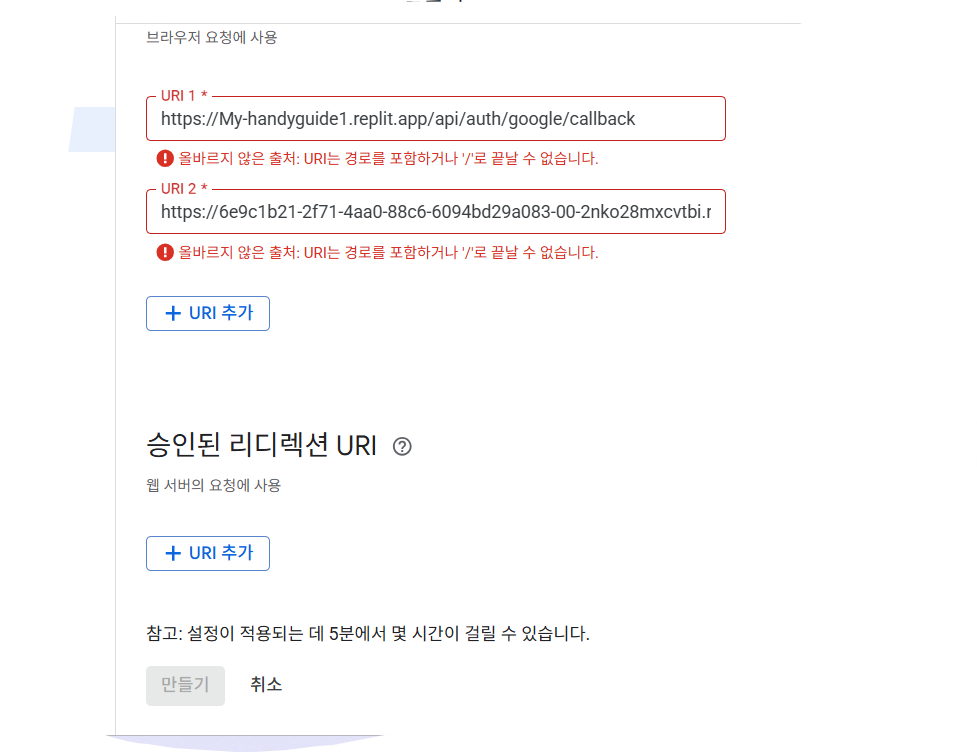 브라우저 요청에 사용
URI 1 *
https://My-handyguide1.replit.app/api/auth/google/callback
올바르지 않은 출처: URI는 경로를 포함하거나 '/'로 끝날 수 없습니다.
URI 2 *
https://6e9c1b21-2f71-4aa0-88c6-6094bd29a083-00-2nko28mxcvtbi.r
올바르지 않은 출처: URI는 경로를 포함하거나 '/'로 끝날 수 없습니다.
+ URI 추가
승인된 리디렉션 URI
웹 서버의 요청에 사용
+ URI 추가
참고: 설정이 적용되는 데 5분에서 몇 시간이 걸릴 수 있습니다.
만들기 취소